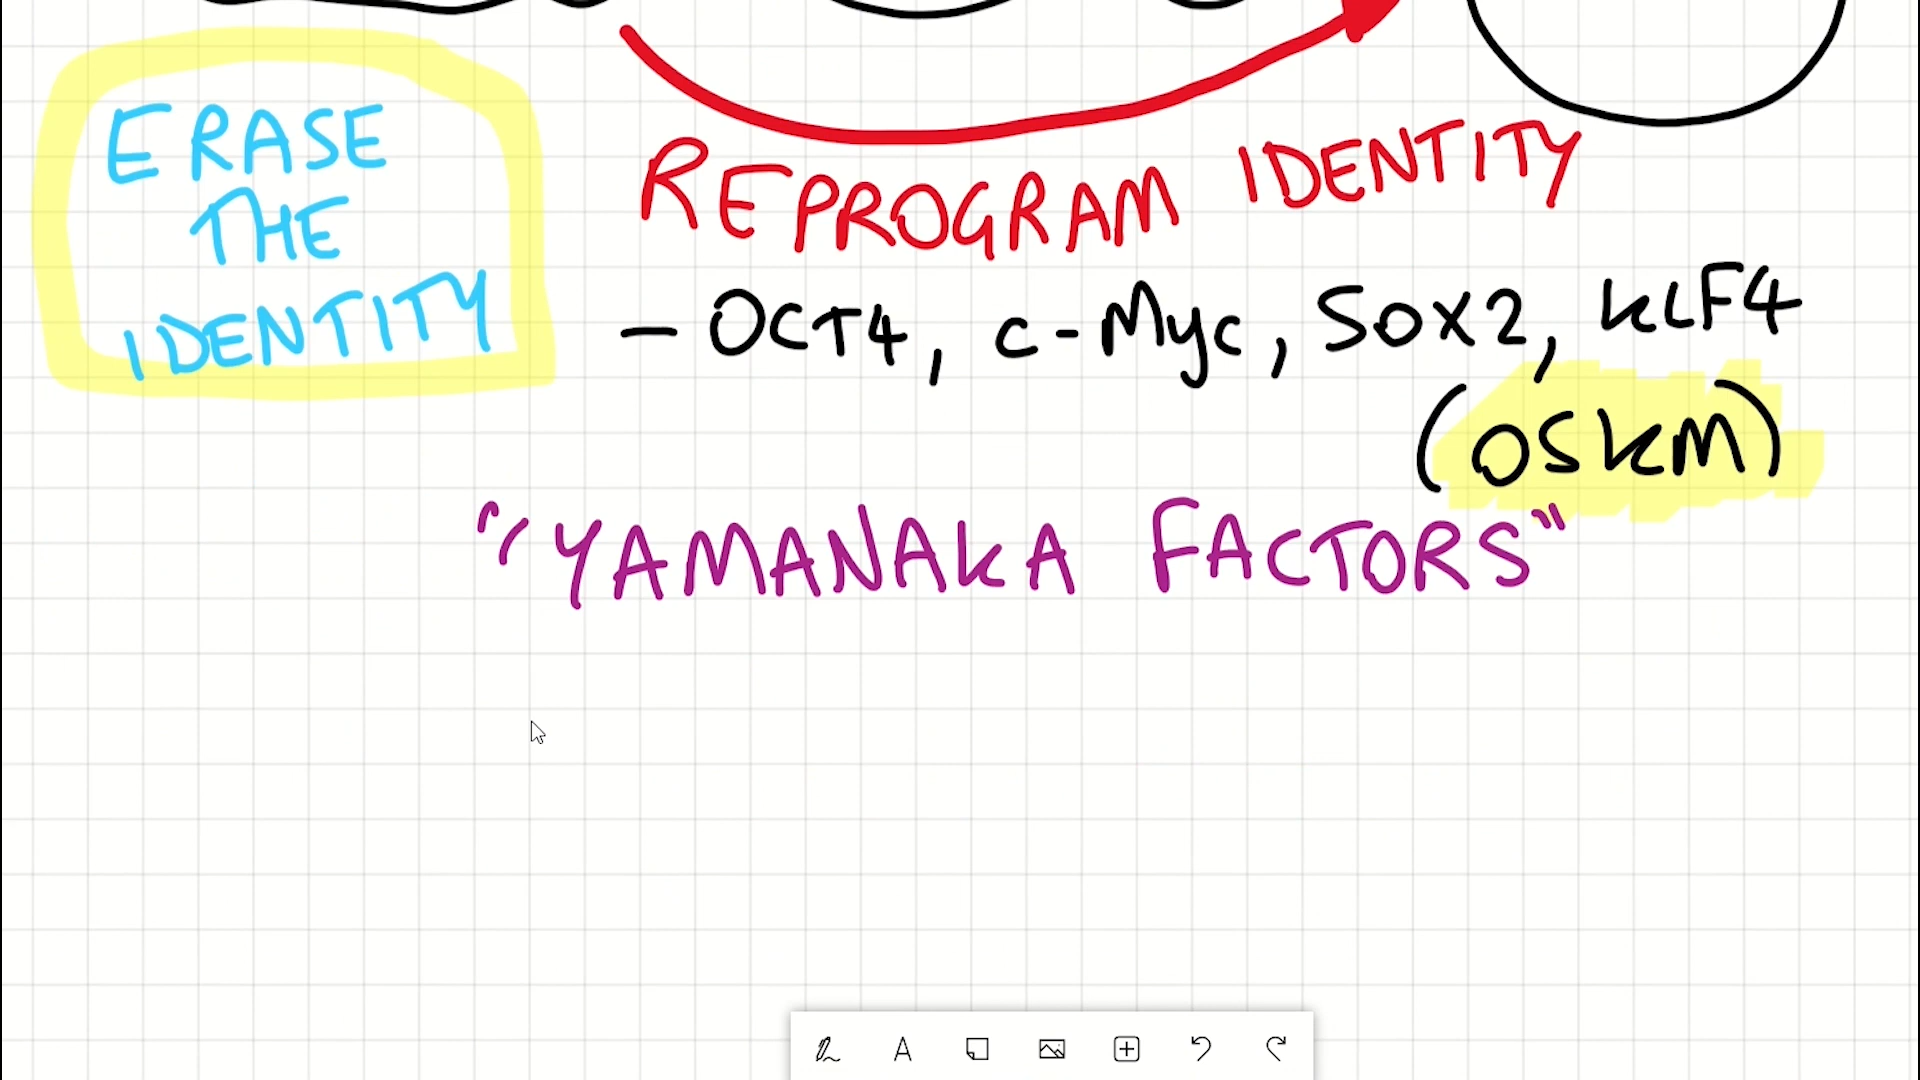 ERASE
THE
IDENTITY
REPROGRAM IDENTITY
- OCT4, c-Myc, SOX2, KLF4
(OSKM)
"YAMANAKA FACTORS"
A